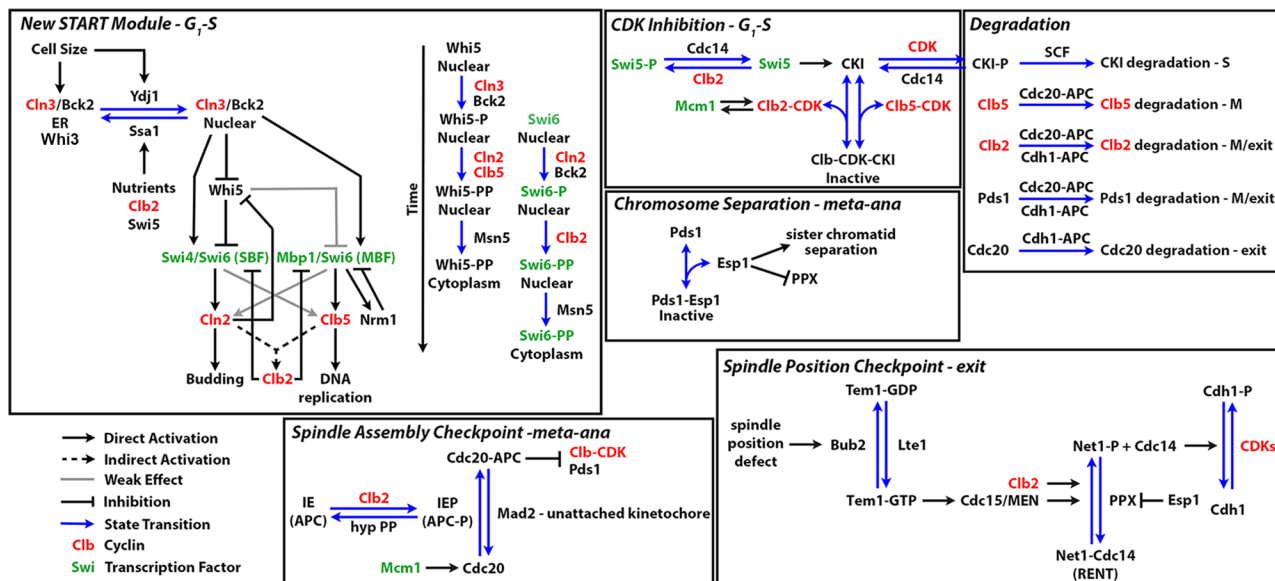 New START Module - G1-S
Cell Size
Cln3/Bck2
ER
Whi3
Ydj1
Ssa1
Cln3/Bck2
Nuclear
Nutrients
Clb2
Swi5
Whi5
Swi4/Swi6 (SBF)
Mbp1/Swi6 (MBF)
Cln2
Clb5
Nrm1
Budding
Clb2
DNA
replication
Time
Whi5
Nuclear
Cln3
Bck2
Whi5-P
Nuclear
Cln2
Clb5
Whi5-PP
Nuclear
Msn5
Whi5-PP
Cytoplasm
Swi6
Nuclear
Cln2
Bck2
Swi6-P
Nuclear
Clb2
Swi6-PP
Nuclear
Msn5
Swi6-PP
Cytoplasm
CDK Inhibition - G1-S
Swi5-P
Cdc14
Clb2
Swi5
CKI
CDK
Cdc14
Mcm1
Clb2-CDK
Clb5-CDK
Clb-CDK-CKI
Inactive
Degradation
CKI-P
SCF
CKI degradation - S
Clb5
Cdc20-APC
Clb5 degradation - M
Clb2
Cdc20-APC
Cdh1-APC
Clb2 degradation - M/exit
Pds1
Cdc20-APC
Cdh1-APC
Pds1 degradation - M/exit
Cdc20
Cdh1-APC
Cdc20 degradation - exit
Chromosome Separation - meta-ana
Pds1
Esp1
sister chromatid
separation
PPX
Pds1-Esp1
Inactive
Direct Activation
Indirect Activation
Weak Effect
Inhibition
State Transition
Clb Cyclin
Swi Transcription Factor
Spindle Assembly Checkpoint -meta-ana
Cdc20-APC
Clb-CDK
Pds1
IE
(APC)
Clb2
hyp PP
IEP
(APC-P)
Mad2 - unattached kinetochore
Mcm1
Cdc20
Spindle Position Checkpoint - exit
Tem1-GDP
spindle
position
defect
Bub2
Lte1
Tem1-GTP
Cdc15/MEN
Clb2
Net1-P + Cdc14
PPX
Esp1
Net1-Cdc14
(RENT)
Cdh1-P
CDKs
Cdh1